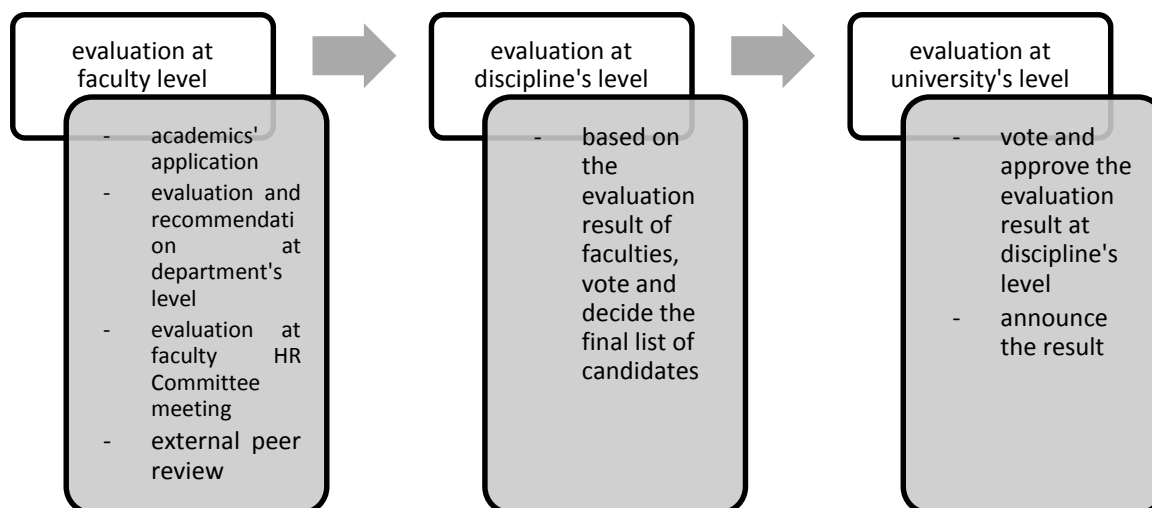 evaluation at
faculty level
- academics'
application
- evaluation and
recommendati
on at
department's
level
- evaluation at
faculty HR
Committee
meeting
- external peer
review
evaluation at
discipline's level
- based on
the
evaluation
result of
faculties,
vote and
decide the
final list of
candidates
evaluation at
university's level
- vote and
approve the
evaluation
result at
discipline's
level
- announce
the result